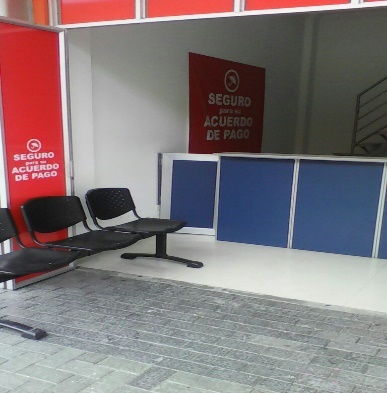 SEGURO
para su
ACUERDO
DE PAGO
SEGURO
para su
ACUERDO
DE PAGO